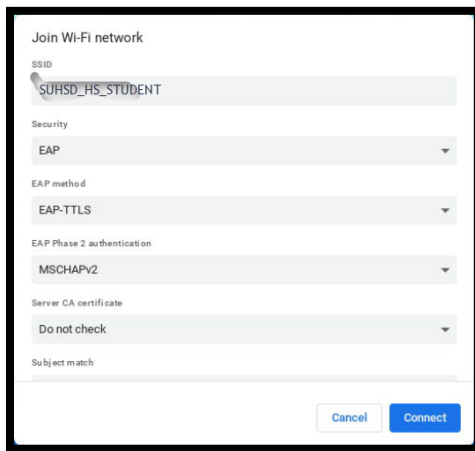 Join Wi-Fi network
SSID
SUHSD_HS_STUDENT
Security
EAP
EAP method
EAP-TTLS
EAP Phase 2 authentication
MSCHAPv2
Server CA certificate
Do not check
Subject match
Cancel Connect